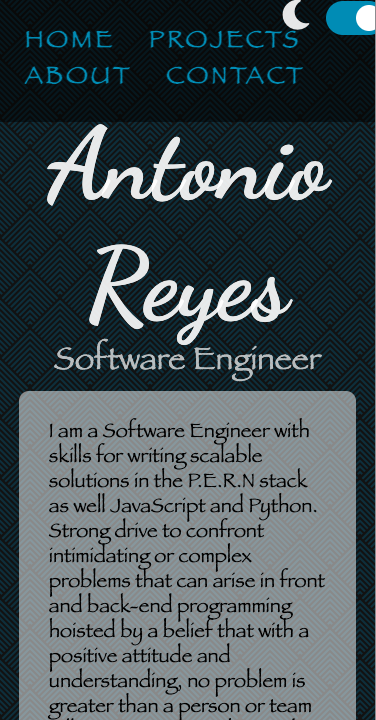 HOME PROJECTS
ABOUT CONTACT
Antonio
Reyes
Software Engineer
I am a Software Engineer with
skills for writing scalable
solutions in the P.E.R.N stack
as well JavaScript and Python.
Strong drive to confront
intimidating or complex
problems that can arise in front
and back-end programming
hoisted by a belief that with a
positive attitude and
understanding, no problem is
greater than a person or team